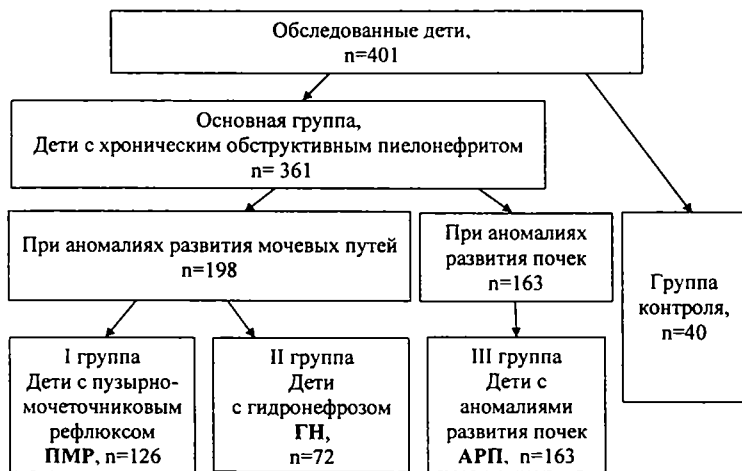 Обследованные дети,
n=401
Основная группа,
Дети с хроническим обструктивным пиелонефритом
n= 361
При аномалиях развития мочевых путей
n=198
При аномалиях
развития почек
n=163
Группа
контроля,
n=40
I группа
Дети с пузырно-
мочеточниковым
рефлюксом
ПМР, n=126
II группа
Дети
с гидронефрозом
ГН,
n=72
III группа
Дети с
аномалиями
развития почек
АРП, n=163